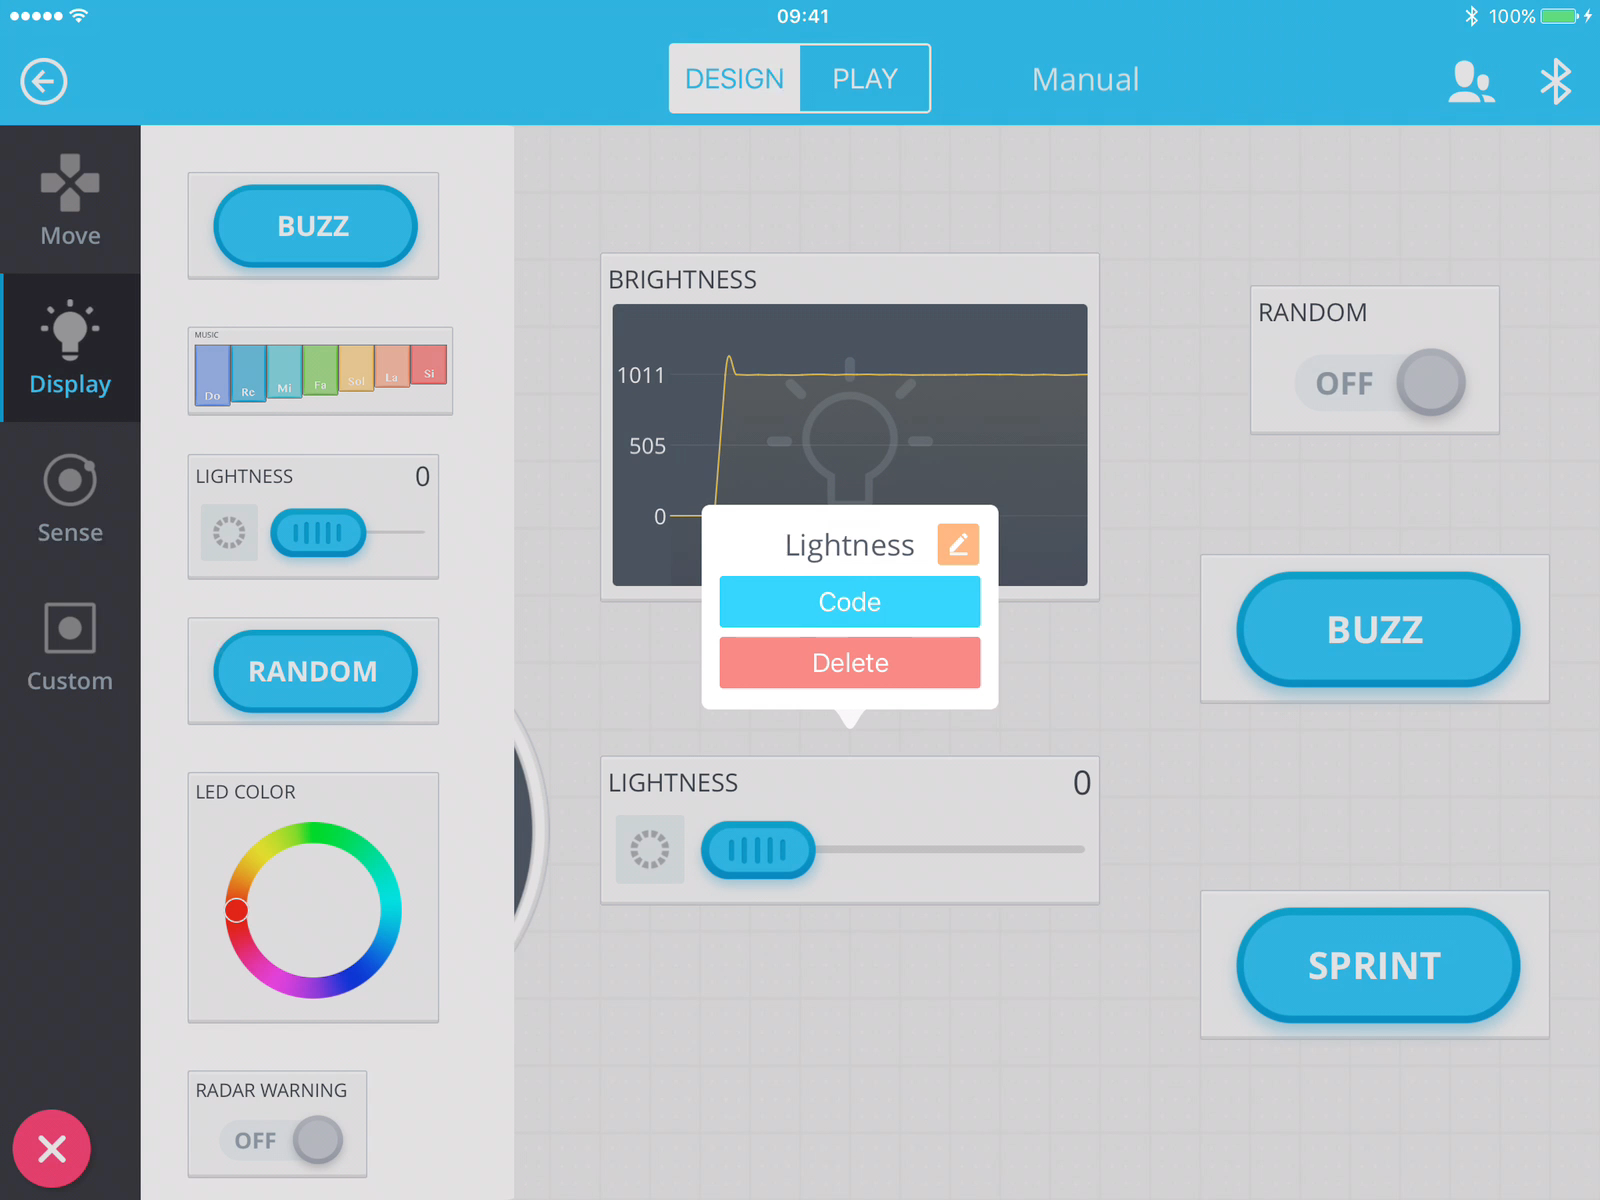 09:41
100%
DESIGN
PLAY
Manual
Move
Display
Sense
Custom
BUZZ
MUSIC
Do
Re
Mi
Fa
Sol
La
Si
LIGHTNESS
0
RANDOM
LED COLOR
RADAR WARNING
OFF
BRIGHTNESS
1011
505
0
Lightness
Code
Delete
LIGHTNESS
0
RANDOM
OFF
BUZZ
SPRINT